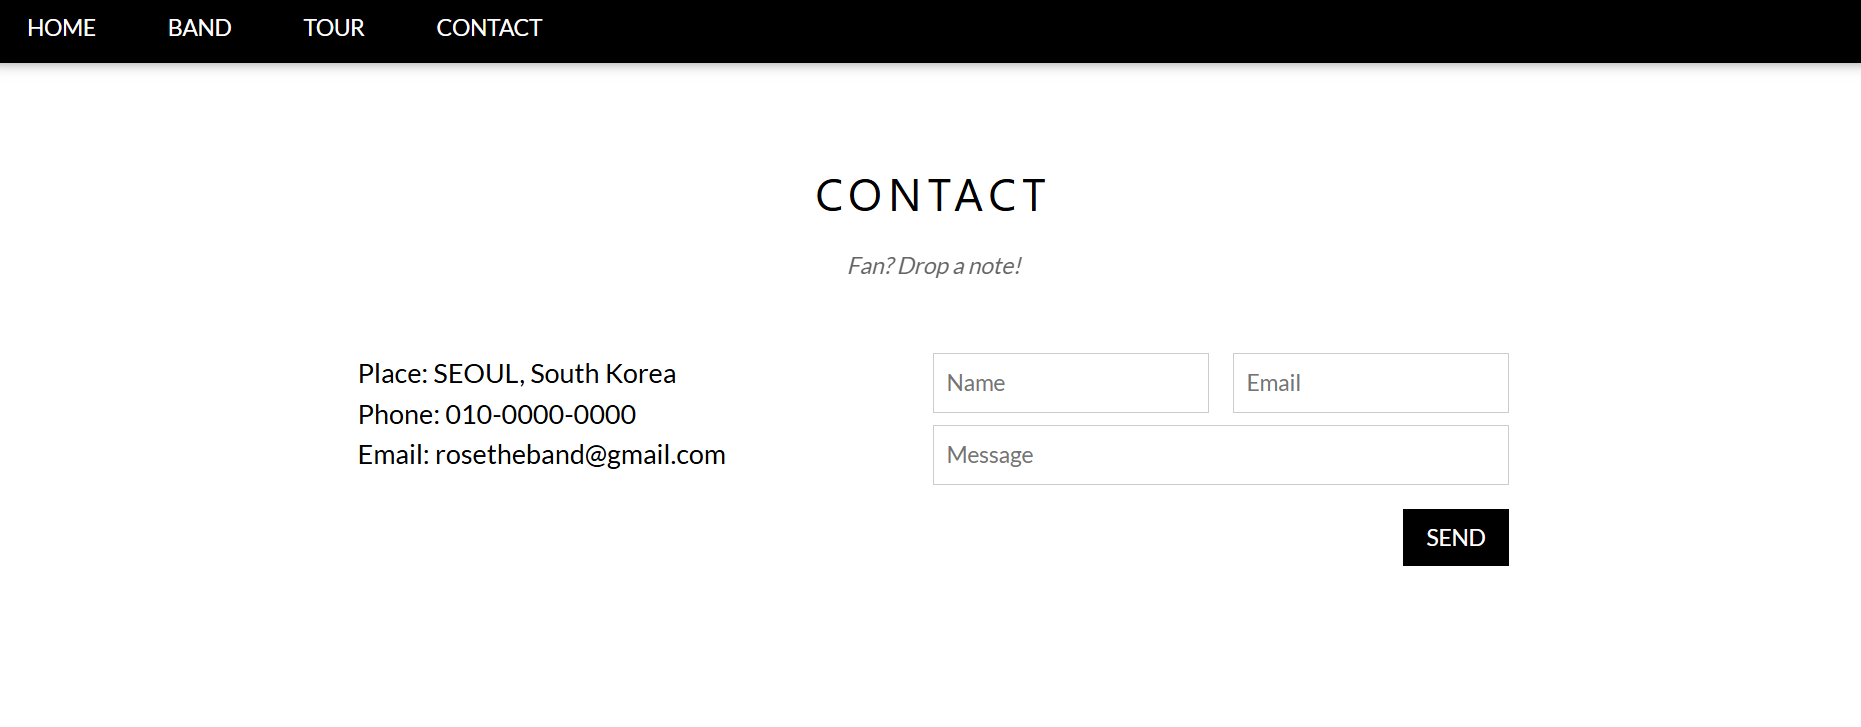 HOME BAND TOUR CONTACT
CONTACT
Fan? Drop a note!
Place: SEOUL, South Korea
Phone: 010-0000-0000
Email: rosetheband@gmail.com
Name Email
Message
SEND